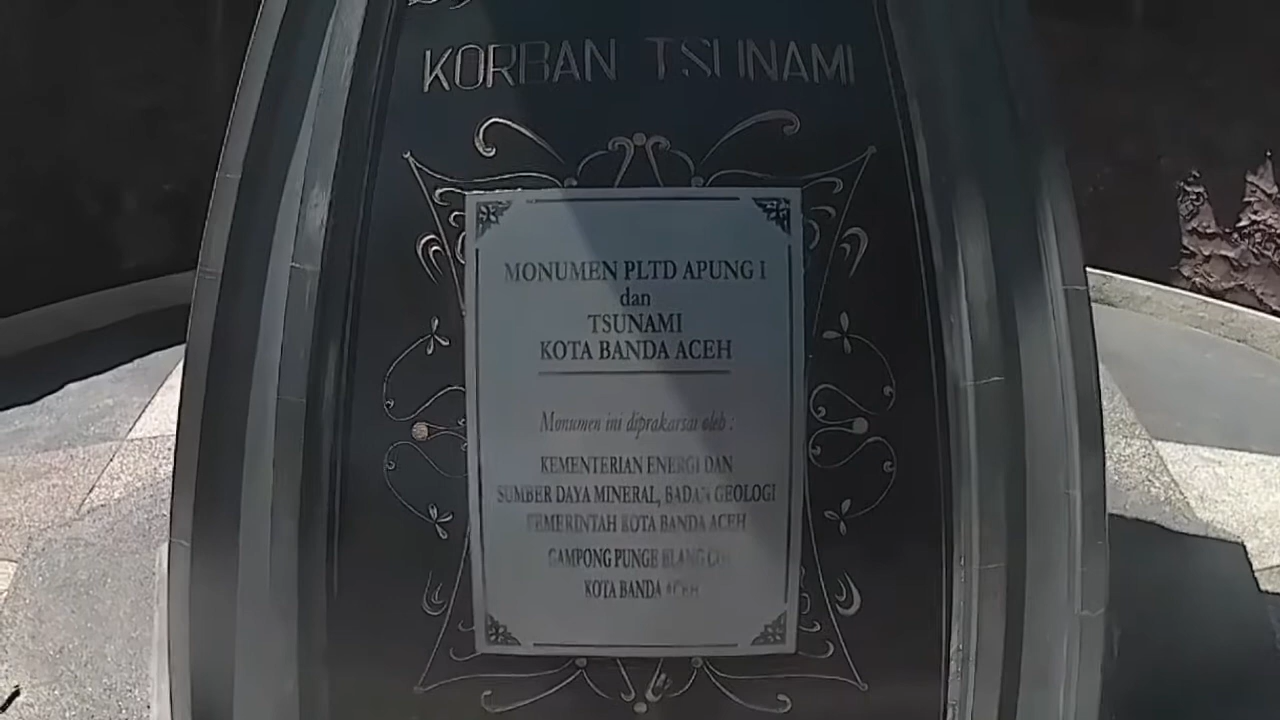 KORBAN TSUNAMI
MONUMEN PLTD APUNG I
dan
TSUNAMI
KOTA BANDA ACEH
Monumen ini diprakarsai oleh :
KEMENTERIAN ENERGI DAN
SUMBER DAYA MINERAL, BADAN GEOLOGI
PEMERINTAH KOTA BANDA ACEH
GAMPONG PUNGE BLANG
KOTA BANDA ACEH